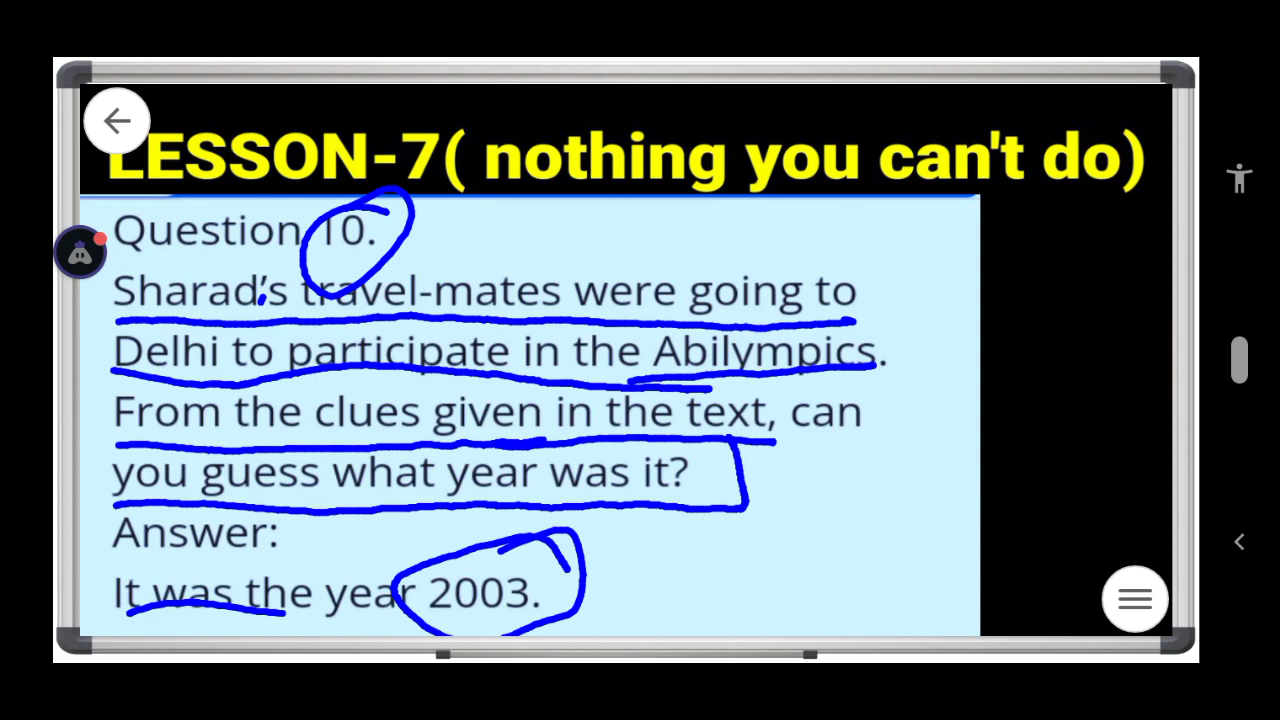 LESSON-7( nothing you can't do)
Question 10.
Sharad's travel-mates were going to
Delhi to participate in the Abilympics.
From the clues given in the text, can
you guess what year was it?
Answer:
It was the year 2003.